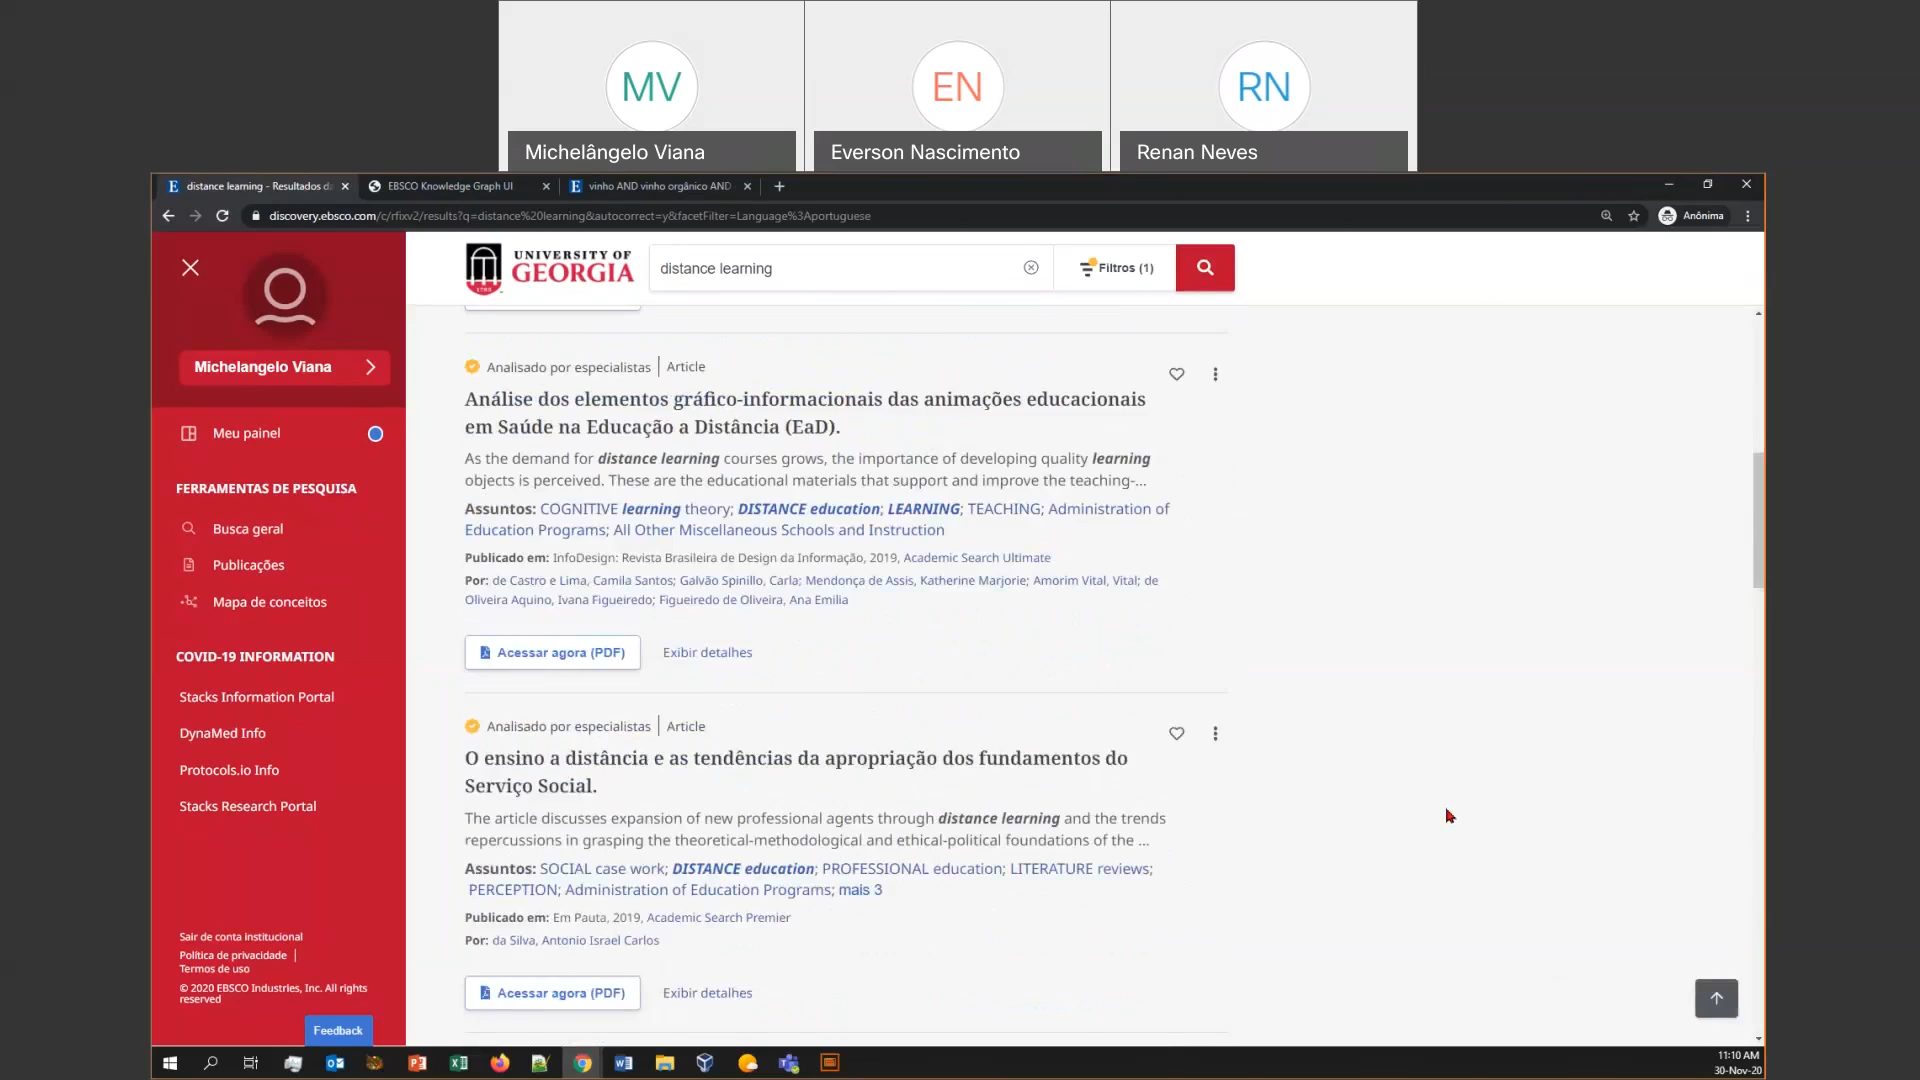 MV
EN
RN
Michelângelo Viana
Everson Nascimento
Renan Neves
distance learning - Resultados da
EBSCO Knowledge Graph UI
vinho AND vinho orgânico AND
discovery.ebsco.com/c/rfixv2/results?q=distance%20learning&autocorrect=y&facetFilter=Language%3Aportuguese
Anônima
Michelangelo Viana
Meu painel
FERRAMENTAS DE PESQUISA
Busca geral
Publicações
Mapa de conceitos
COVID-19 INFORMATION
Stacks Information Portal
DynaMed Info
Protocols.io Info
Stacks Research Portal
Sair de conta institucional
Política de privacidade
Termos de uso
© 2020 EBSCO Industries, Inc. All rights
reserved
Feedback
1785
UNIVERSITY OF
GEORGIA
distance learning
Filtros (1)
Analisado por especialistas | Article
Análise dos elementos gráfico-informacionais das animações educacionais
em Saúde na Educação a Distância (EaD).
As the demand for distance learning courses grows, the importance of developing quality learning
objects is perceived. These are the educational materials that support and improve the teaching-...
Assuntos: COGNITIVE learning theory; DISTANCE education; LEARNING; TEACHING; Administration of
Education Programs; All Other Miscellaneous Schools and Instruction
Publicado em: InfoDesign: Revista Brasileira de Design da Informação, 2019, Academic Search Ultimate
Por: de Castro e Lima, Camila Santos; Galvão Spinillo, Carla; Mendonça de Assis, Katherine Marjorie; Amorim Vital, Vital; de
Oliveira Aquino, Ivana Figueiredo; Figueiredo de Oliveira, Ana Emilia
Acessar agora (PDF)
Exibir detalhes
Analisado por especialistas | Article
O ensino a distância e as tendências da apropriação dos fundamentos do
Serviço Social.
The article discusses expansion of new professional agents through distance learning and the trends
repercussions in grasping the theoretical-methodological and ethical-political foundations of the ...
Assuntos: SOCIAL case work; DISTANCE education; PROFESSIONAL education; LITERATURE reviews;
PERCEPTION; Administration of Education Programs; mais 3
Publicado em: Em Pauta, 2019, Academic Search Premier
Por: da Silva, Antonio Israel Carlos
Acessar agora (PDF)
Exibir detalhes
11:10 AM
30-Nov-20